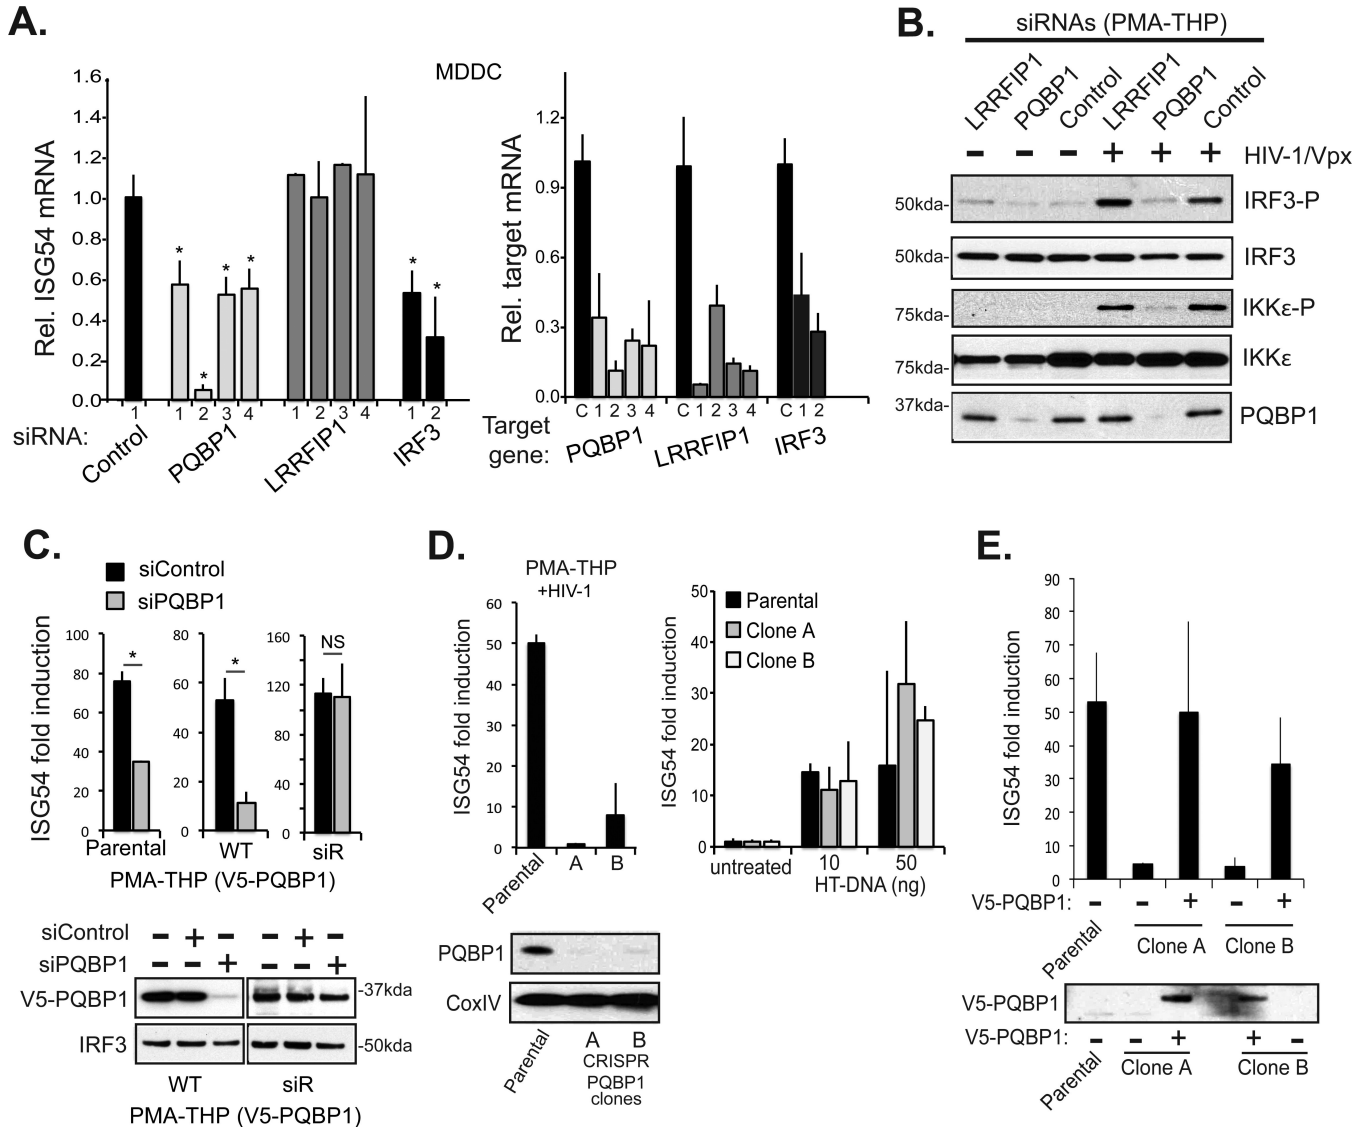 A.
MDDC
Rel. ISG54 mRNA
1.6
1.4
1.2
1.0
0.8
0.6
0.4
0.2
0.0
* * * * * *
1 1 2 3 4 1 2 3 4 1 2
siRNA:
Control PQBP1 LRRFIP1 IRF3
Rel. target mRNA
1.2
0.9
0.6
0.3
0.0
C 1 2 3 4 C 1 2 3 4 C 1 2
Target
gene:
PQBP1 LRRFIP1 IRF3
B.
siRNAs (PMA-THP)
LRRFIP1 PQBP1 Control LRRFIP1 PQBP1 Control
- - - + + + HIV-1/Vpx
50kda- IRF3-P
50kda- IRF3
75kda- IKKε-P
75kda- IKKε
37kda- PQBP1
C.
siControl
siPQBP1
ISG54 fold induction
100
80
60
40
20
0
*
Parental
80
60
40
20
0
*
WT
160
120
80
40
0
NS
siR
PMA-THP (V5-PQBP1)
siControl - + - - + -
siPQBP1 - - + - - +
V5-PQBP1 -37kda
IRF3 -50kda
WT siR
PMA-THP (V5-PQBP1)
D.
PMA-THP
+HIV-1
ISG54 fold induction
60
50
40
30
20
10
0
Parental A B
PQBP1
CoxIV
Parental A B
CRISPR
PQBP1
clones
ISG54 fold induction
50
40
30
20
10
0
Parental
Clone A
Clone B
untreated 10 50
HT-DNA (ng)
E.
ISG54 fold induction
90
80
70
60
50
40
30
20
10
0
V5-PQBP1: - - + - +
Parental Clone A Clone B
V5-PQBP1
V5-PQBP1: - - + + -
Parental Clone A Clone B